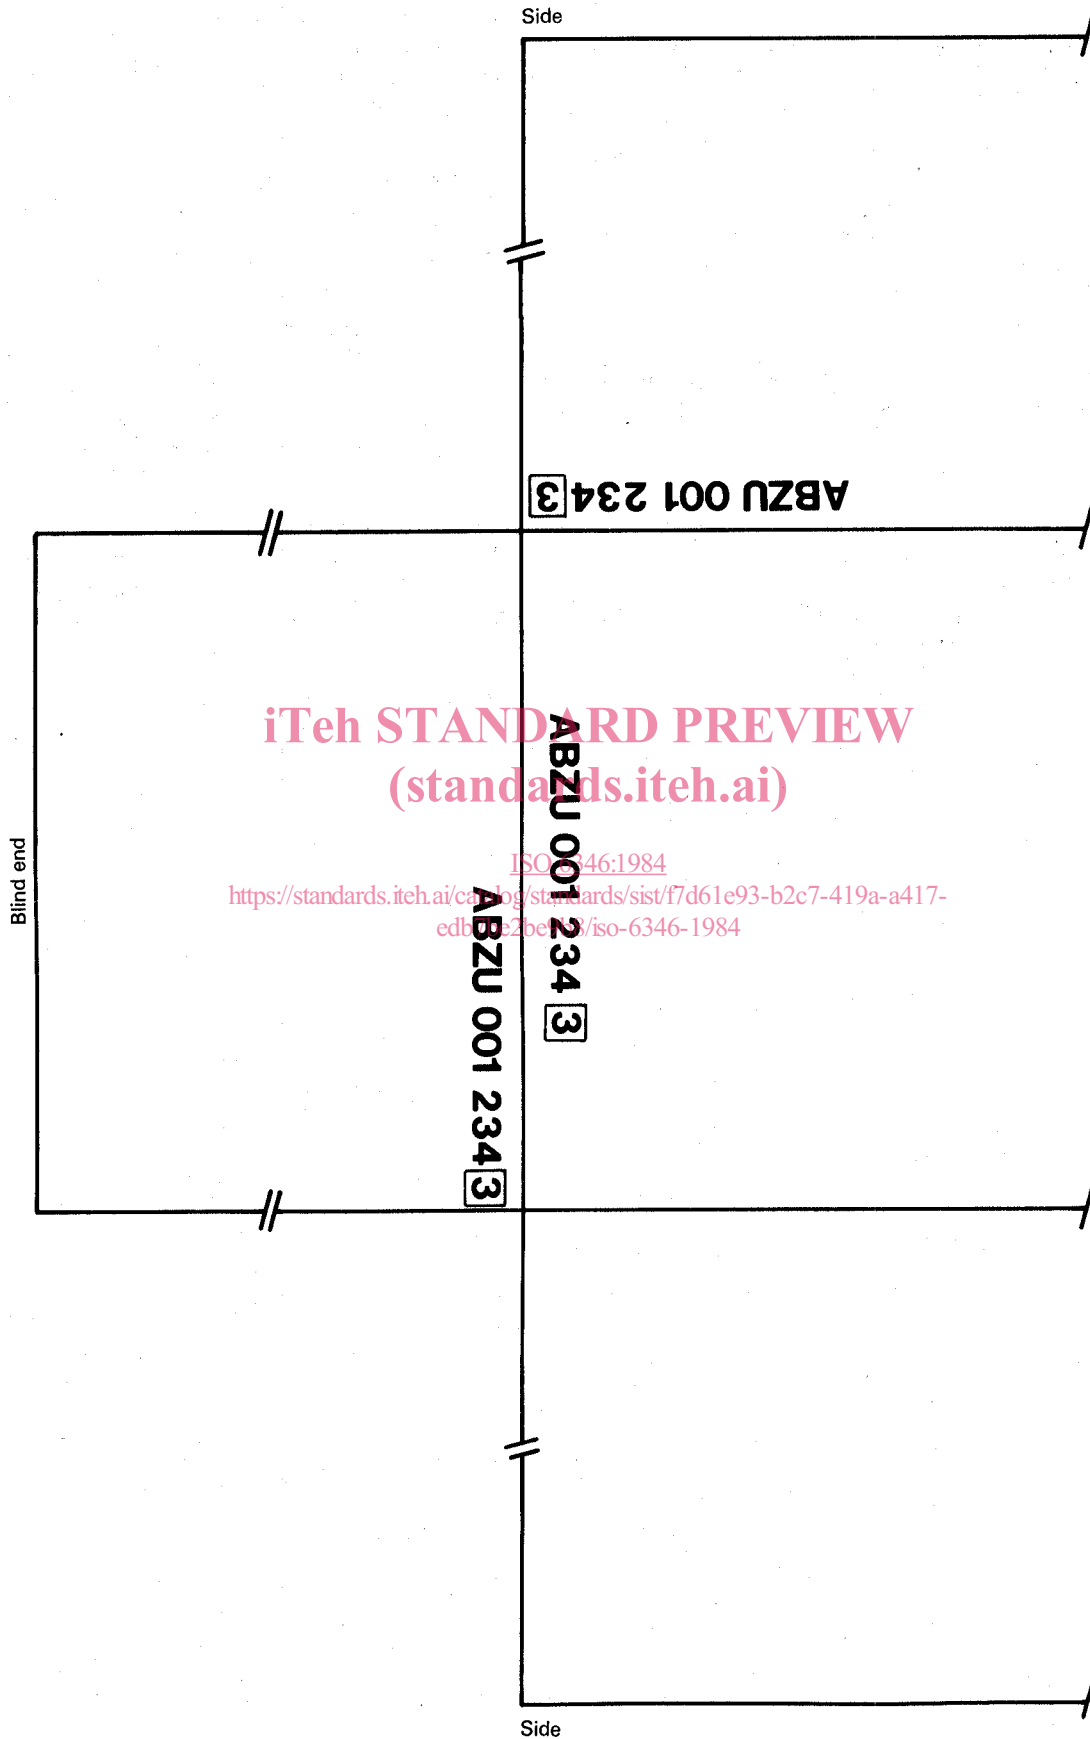 Side
ABZU 001 234 3
iTeh STANDARD PREVIEW
(standards.iteh.ai)
ABZU 001 234 3
ISO 6346:1984
https://standards.iteh.ai/catalog/standards/sist/f7d61e93-b2c7-419a-a417-
/iso-6346-1984
Blind end
ABZU 001 234 3
Side